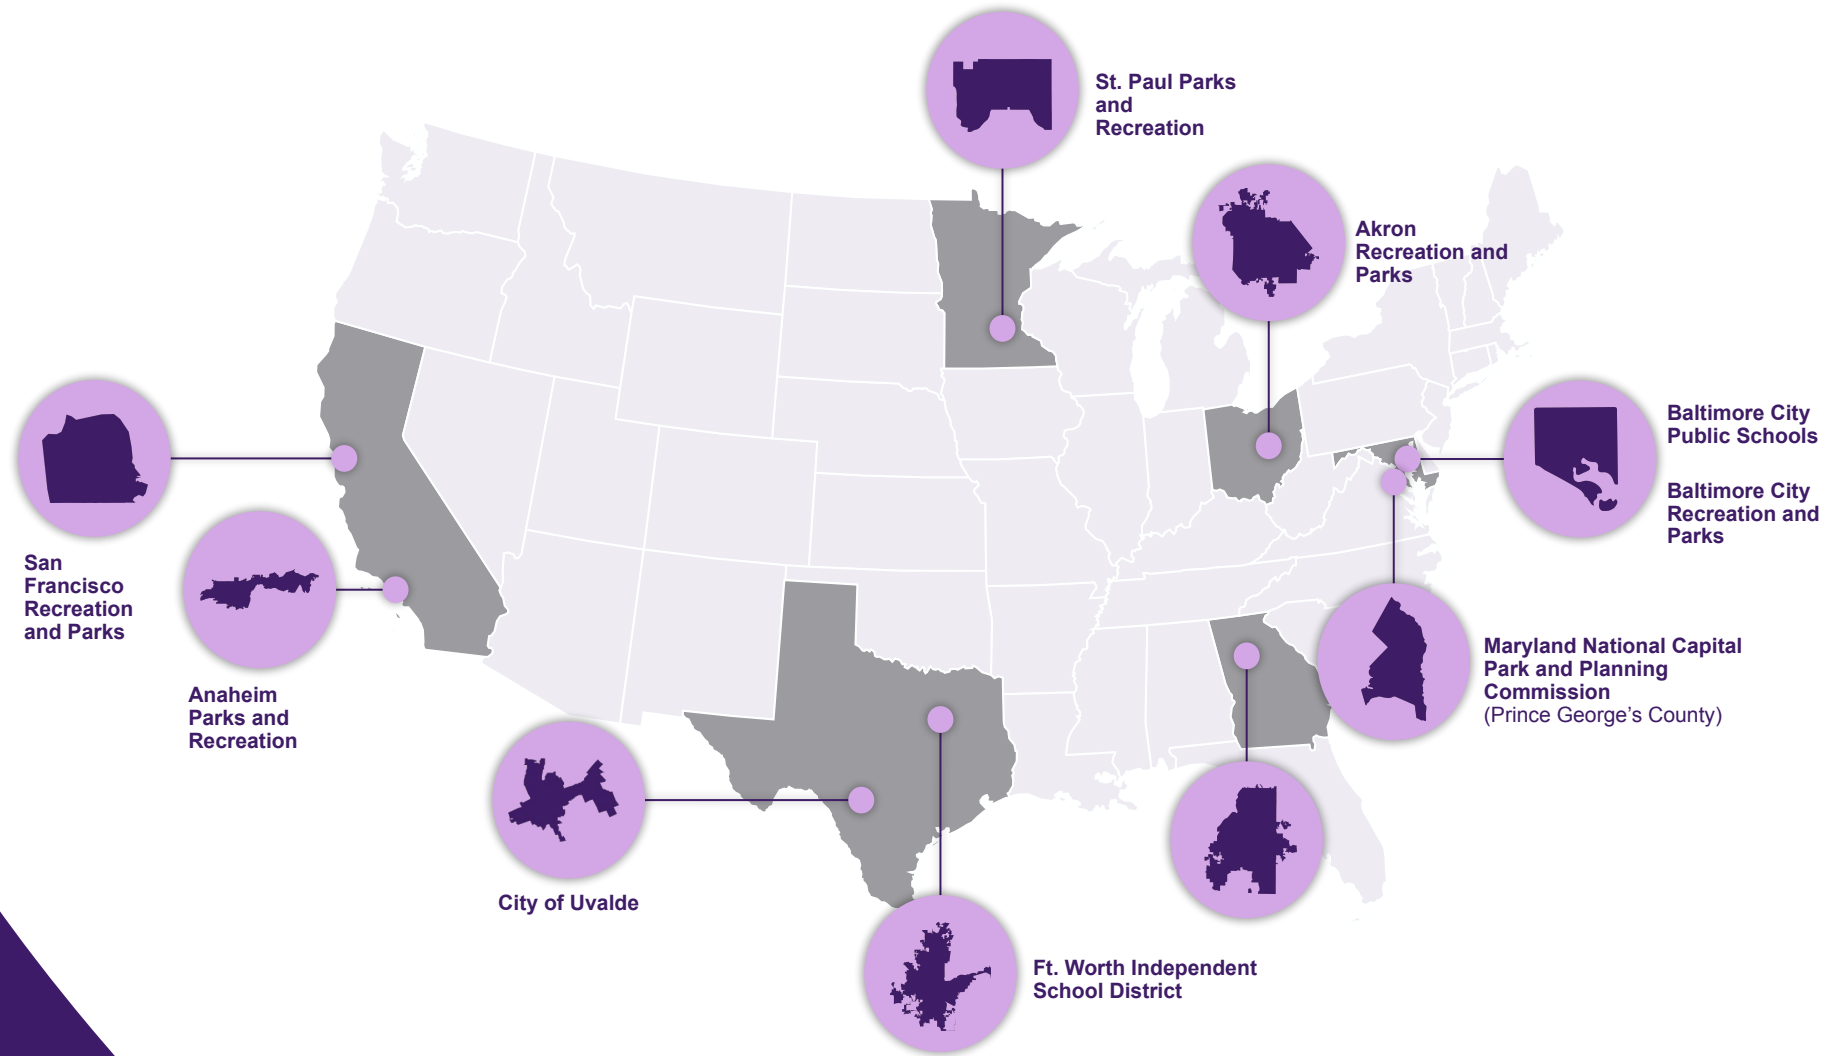 St. Paul Parks
and
Recreation
Akron
Recreation and
Parks
Baltimore City
Public Schools
Baltimore City
Recreation and
Parks
San
Francisco
Recreation
and Parks
Anaheim
Parks and
Recreation
Maryland National Capital
Park and Planning
Commission
(Prince George's County)
City of Uvalde
Ft. Worth Independent
School District